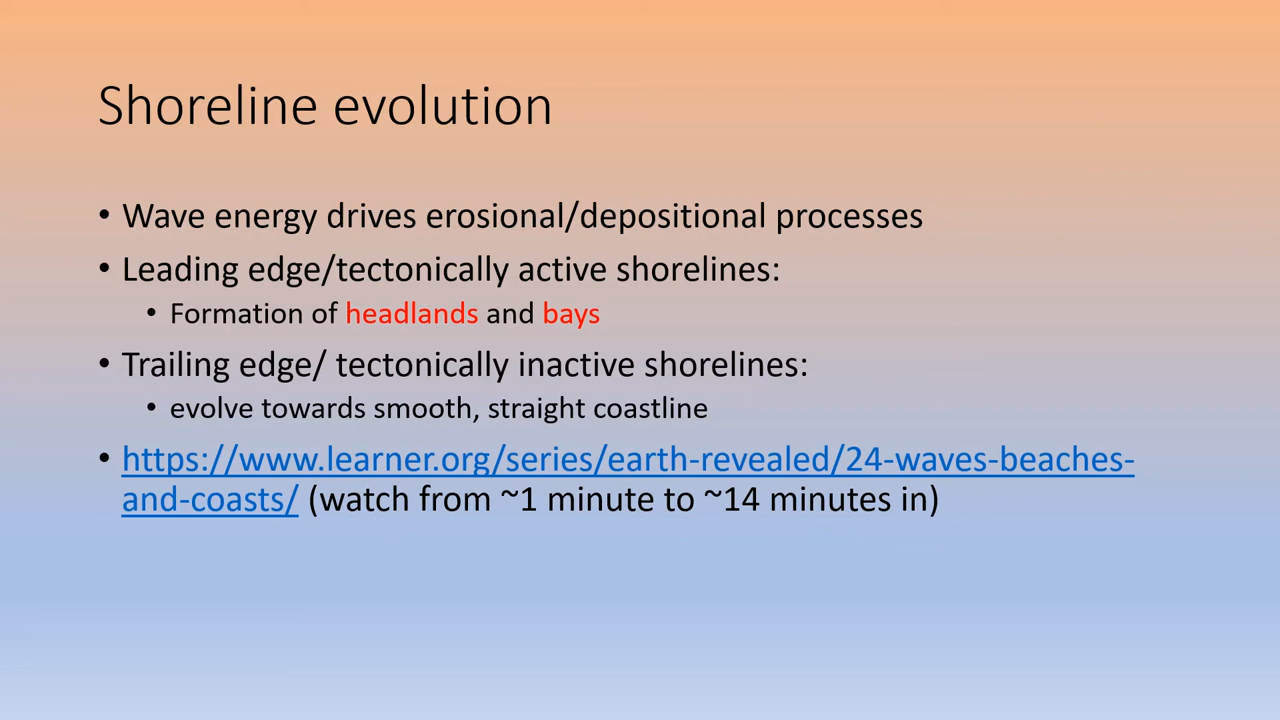 Shoreline evolution
• Wave energy drives erosional/depositional processes
• Leading edge/tectonically active shorelines:
• Formation of headlands and bays
• Trailing edge/ tectonically inactive shorelines:
• evolve towards smooth, straight coastline
• https://www.learner.org/series/earth-revealed/24-waves-beaches-
and-coasts/ (watch from ~1 minute to ~14 minutes in)